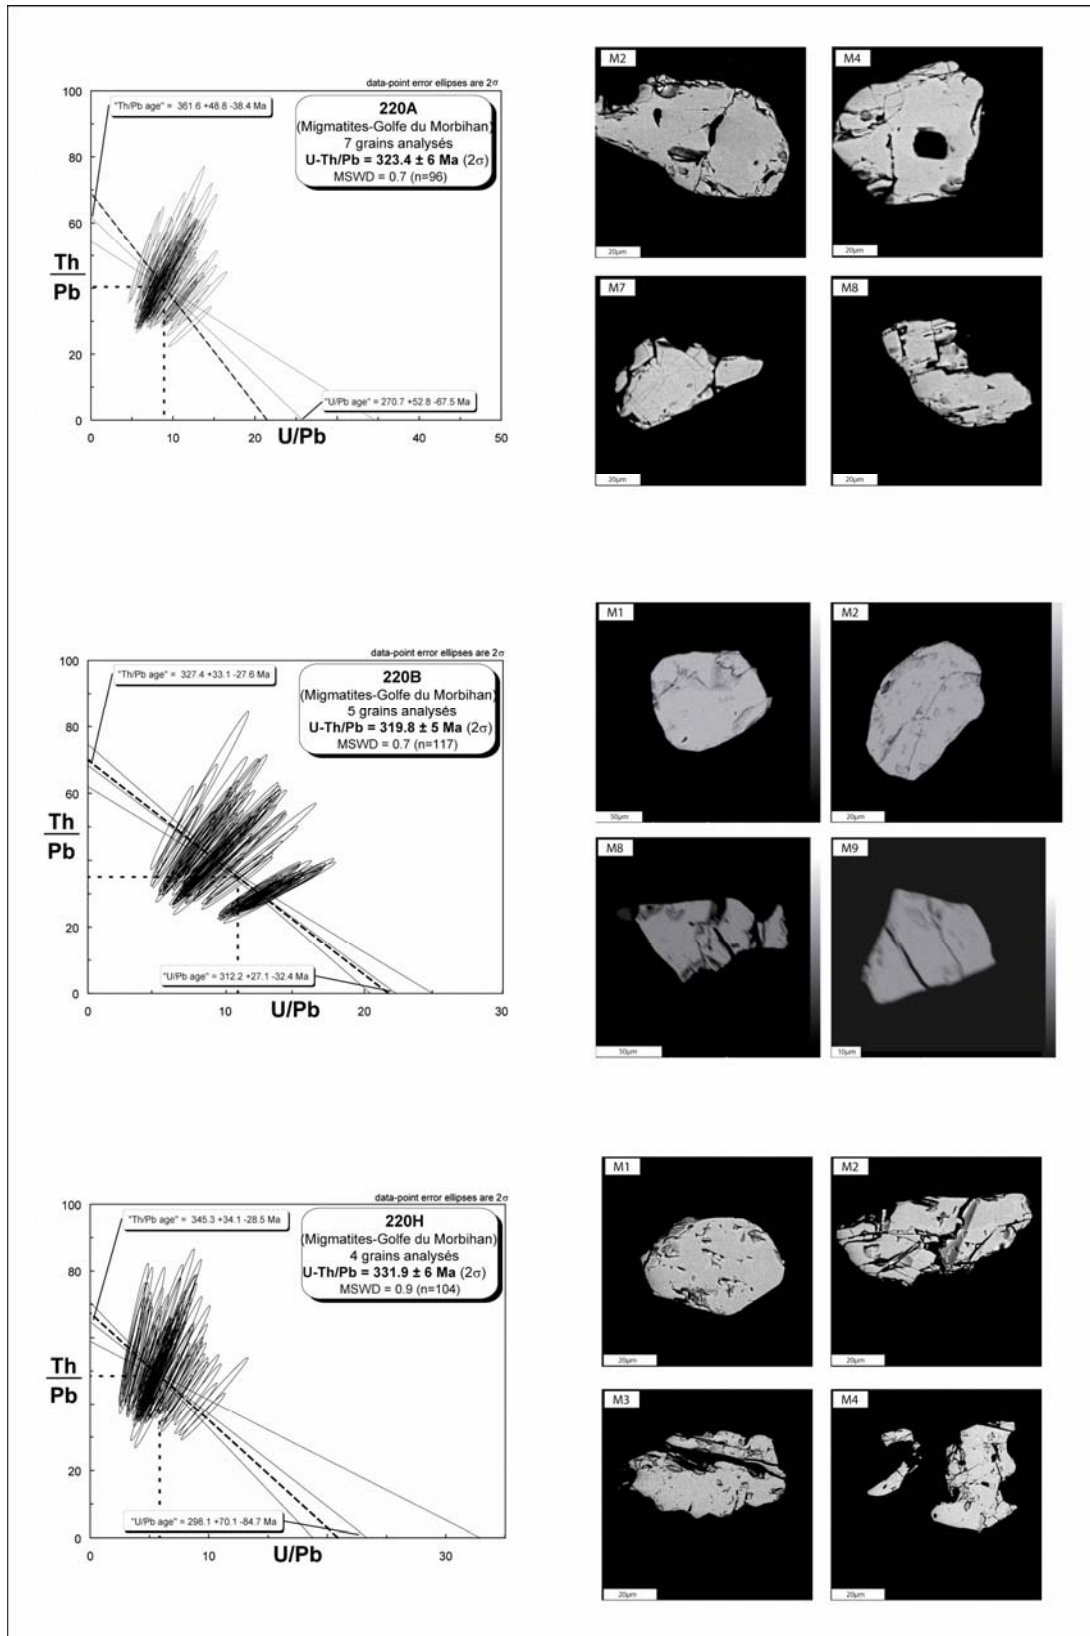 data-point error ellipses are 2σ
100
80
60
40
20
0
"Th/Pb age" = 361.6 +48.8 -38.4 Ma
220A
(Migmatites-Golfe du Morbihan)
7 grains analysés
U-Th/Pb = 323.4 ± 6 Ma (2σ)
MSWD = 0.7 (n=96)
Th
Pb
"U/Pb age" = 270.7 +52.8 -67.5 Ma
0 10 20 30 40 50
U/Pb
M2
20µm
M4
20µm
M7
20µm
M8
20µm
data-point error ellipses are 2σ
100
80
60
40
20
0
"Th/Pb age" = 327.4 +33.1 -27.6 Ma
220B
(Migmatites-Golfe du Morbihan)
5 grains analysés
U-Th/Pb = 319.8 ± 5 Ma (2σ)
MSWD = 0.7 (n=117)
Th
Pb
"U/Pb age" = 312.2 +27.1 -32.4 Ma
0 10 20 30
U/Pb
M1
50µm
M2
20µm
M8
50µm
M9
10µm
data-point error ellipses are 2σ
100
80
60
40
20
0
"Th/Pb age" = 345.3 +34.1 -28.5 Ma
220H
(Migmatites-Golfe du Morbihan)
4 grains analysés
U-Th/Pb = 331.9 ± 6 Ma (2σ)
MSWD = 0.9 (n=104)
Th
Pb
"U/Pb age" = 298.1 +70.1 -84.7 Ma
0 10 20 30
U/Pb
M1
20µm
M2
20µm
M3
20µm
M4
20µm